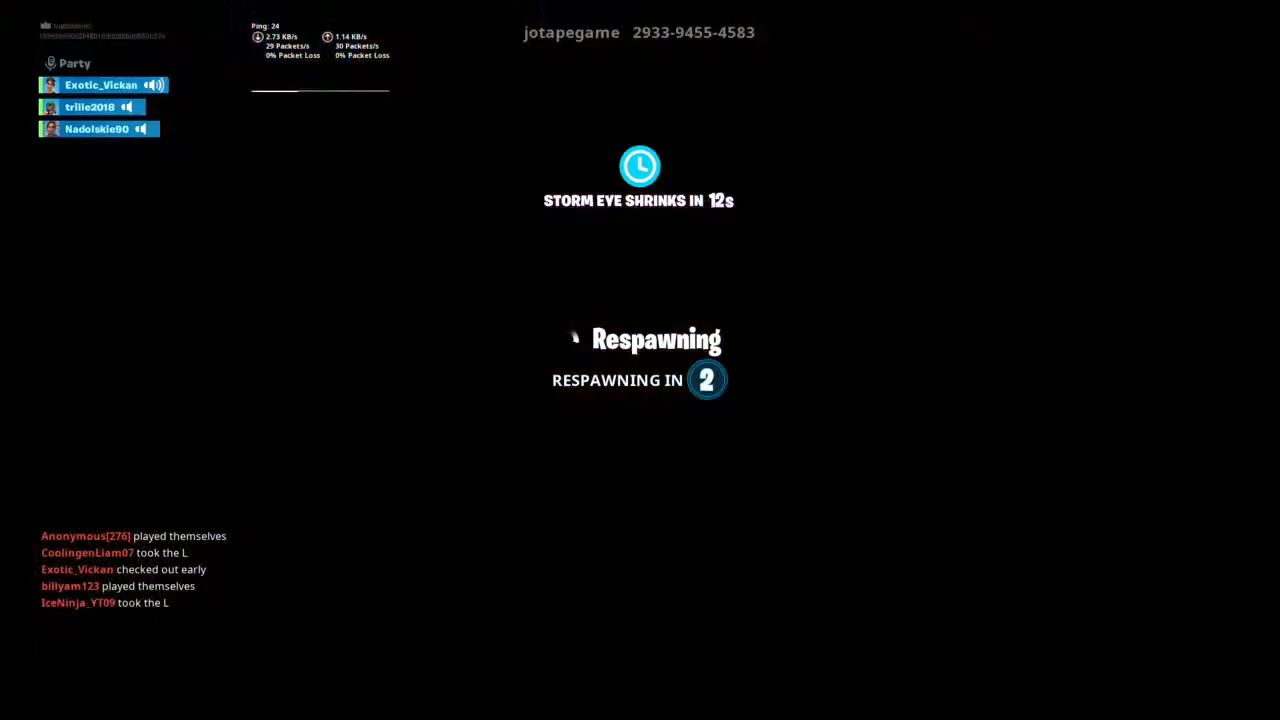 Ping: 24
2.73 KB/s 1.14 KB/s
29 Packets/s 30 Packets/s
0% Packet Loss 0% Packet Loss
jotapegame 2933-9455-4583
Party
Exotic_Vickan
trille2018
Nadolskie90
STORM EYE SHRINKS IN 12s
Respawning
RESPAWNING IN 2
Anonymous[276] played themselves
CoolingenLiam07 took the L
Exotic_Vickan checked out early
billyam123 played themselves
IceNinja_YT09 took the L